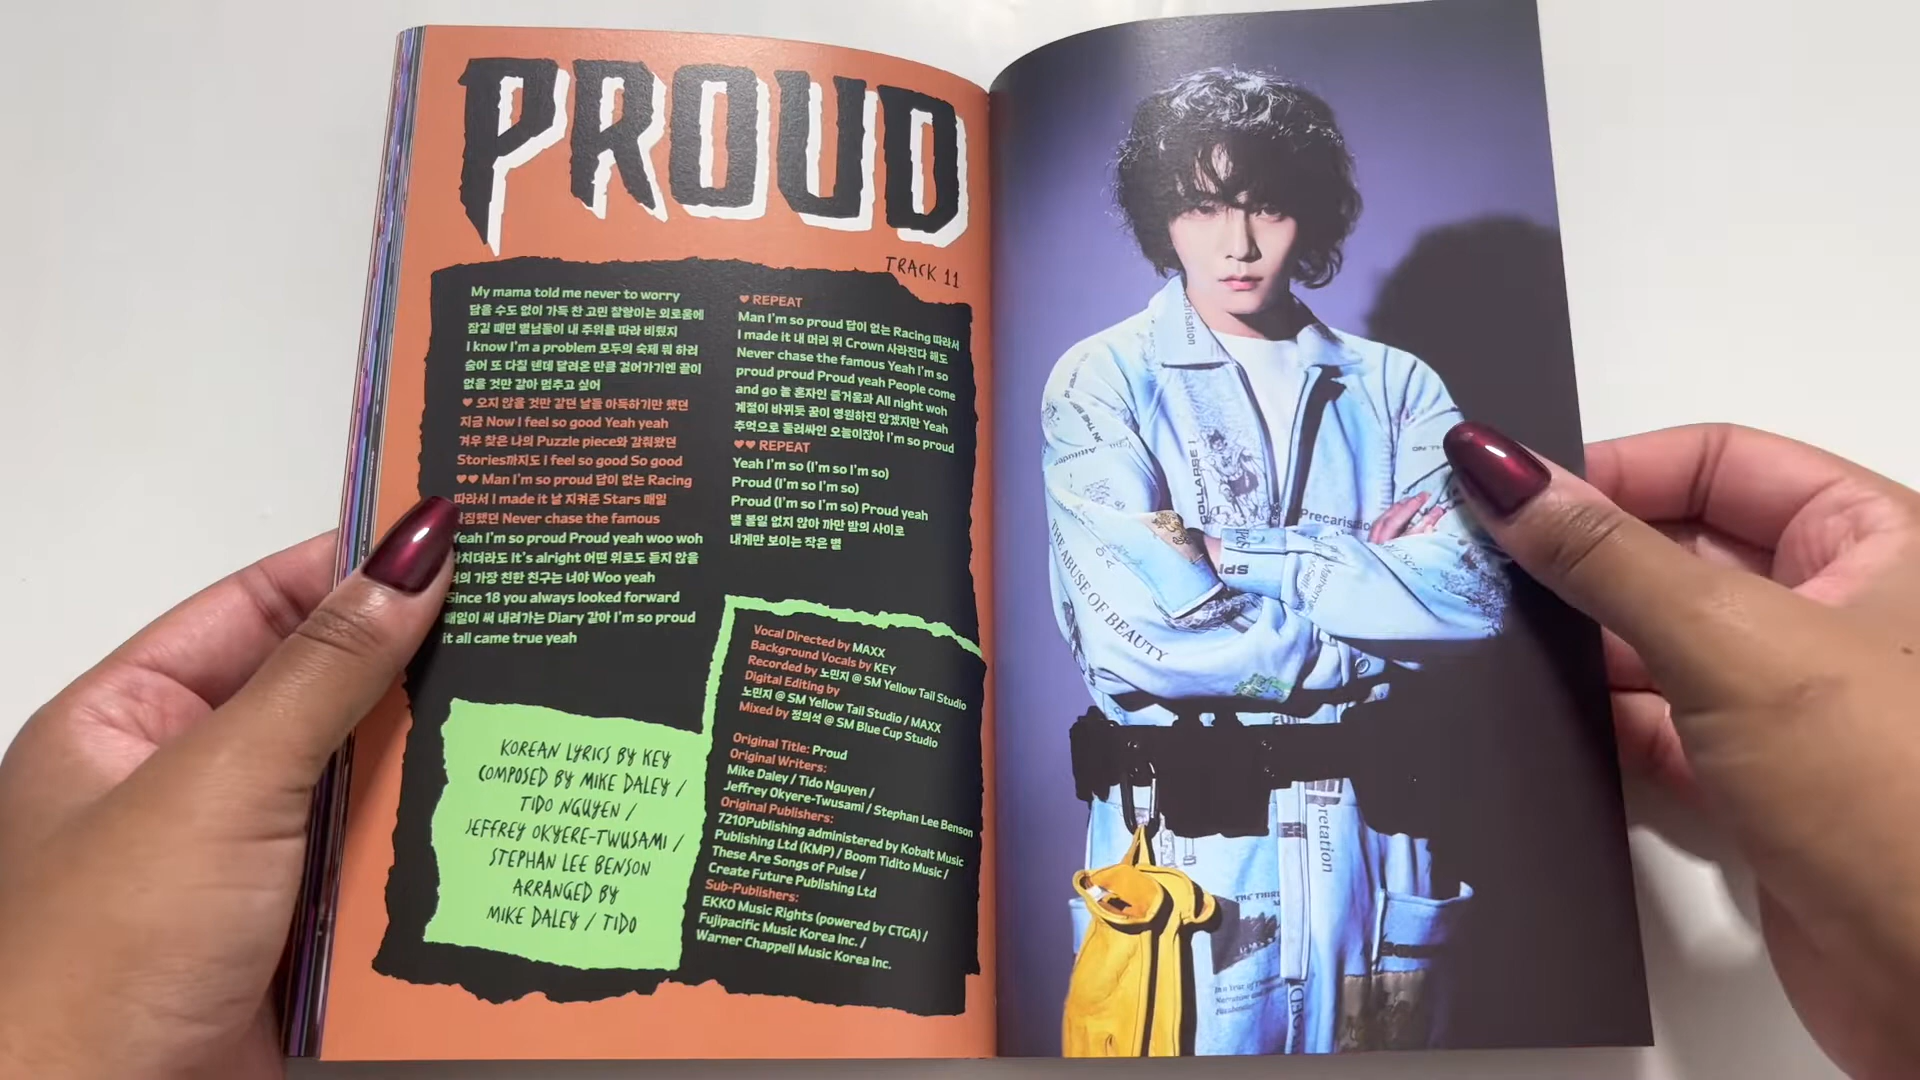 PROUD
TRACK 11
My mama told me never to worry
담을 수도 없이 가득 찬 고민 찰랑이는 외로움에
잠길 때면 별님들이 내 주위를 따라 비췄지
I know I'm a problem 모두의 숙제 뭐 하러
숨어 또 다칠 텐데 달려온 만큼 걸어가기엔 끝이
없을 것만 같아 멈추고 싶어
♥ 오지 않을 것만 같던 날들 아득하기만 했던
지금 Now I feel so good Yeah yeah
겨우 찾은 나의 Puzzle piece와 감춰왔던
Stories까지도 I feel so good So good
♥♥ Man I'm so proud 답이 없는 Racing
따라서 I made it 날 지켜준 Stars 매일
짐했던 Never chase the famous
Yeah I'm so proud Proud yeah woo woh
치더라도 It's alright 어떤 위로도 듣지 않을
의 가장 친한 친구는 너야 Woo yeah
Since 18 you always looked forward
매일이 써 내려가는 Diary 같아 I'm so proud
it all came true yeah
♥ REPEAT
Man I'm so proud 답이 없는 Racing 따라서
I made it 내 머리 위 Crown 사라진다 해도
Never chase the famous Yeah I'm so
proud proud Proud yeah People come
and go 늘 혼자인 즐거움과 All night woh
계절이 바뀌듯 꿈이 영원하진 않겠지만 Yeah
추억으로 둘러싸인 오늘이잖아 I'm so proud
♥♥ REPEAT
Yeah I'm so (I'm so I'm so)
Proud (I'm so I'm so)
Proud (I'm so I'm so) Proud yeah
별 볼일 없지 않아 까만 밤의 사이로
내게만 보이는 작은 별
KOREAN LYRICS BY KEY
COMPOSED BY MIKE DALEY /
TIDO NGUYEN /
JEFFREY OKYERE-TWUSAMI /
STEPHAN LEE BENSON
ARRANGED BY
MIKE DALEY / TIDO
Vocal Directed by MAXX
Background Vocals by KEY
Recorded by 노민지 @ SM Yellow Tail Studio
Digital Editing by
노민지 @ SM Yellow Tail Studio / MAXX
Mixed by 정의석 @ SM Blue Cup Studio
Original Title: Proud
Original Writers:
Mike Daley / Tido Nguyen /
Jeffrey Okyere-Twusami / Stephan Lee Benson
Original Publishers:
7210Publishing administered by Kobalt Music
Publishing Ltd (KMP) / Boom Tidito Music /
These Are Songs of Pulse /
Create Future Publishing Ltd
Sub-Publishers:
EKKO Music Rights (powered by CTGA) /
Fujipacific Music Korea Inc. /
Warner Chappell Music Korea Inc.
COLLAPSE
THE ABUSE OF BEAUTY